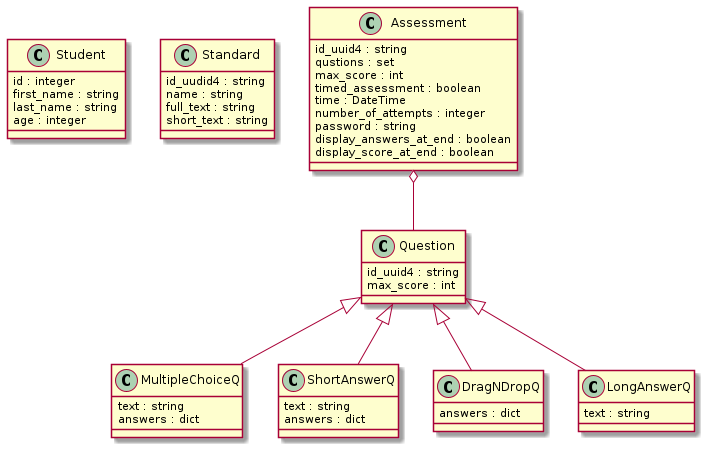 C Student
id : integer
first_name : string
last_name : string
age : integer
C Standard
id_uudid4 : string
name : string
full_text : string
short_text : string
C Assessment
id_uuid4 : string
qustions : set
max_score : int
timed_assessment : boolean
time : DateTime
number_of_attempts : integer
password : string
display_answers_at_end : boolean
display_score_at_end : boolean
C Question
id_uuid4 : string
max_score : int
C MultipleChoiceQ
text : string
answers : dict
C ShortAnswerQ
text : string
answers : dict
C DragNDropQ
answers : dict
C LongAnswerQ
text : string